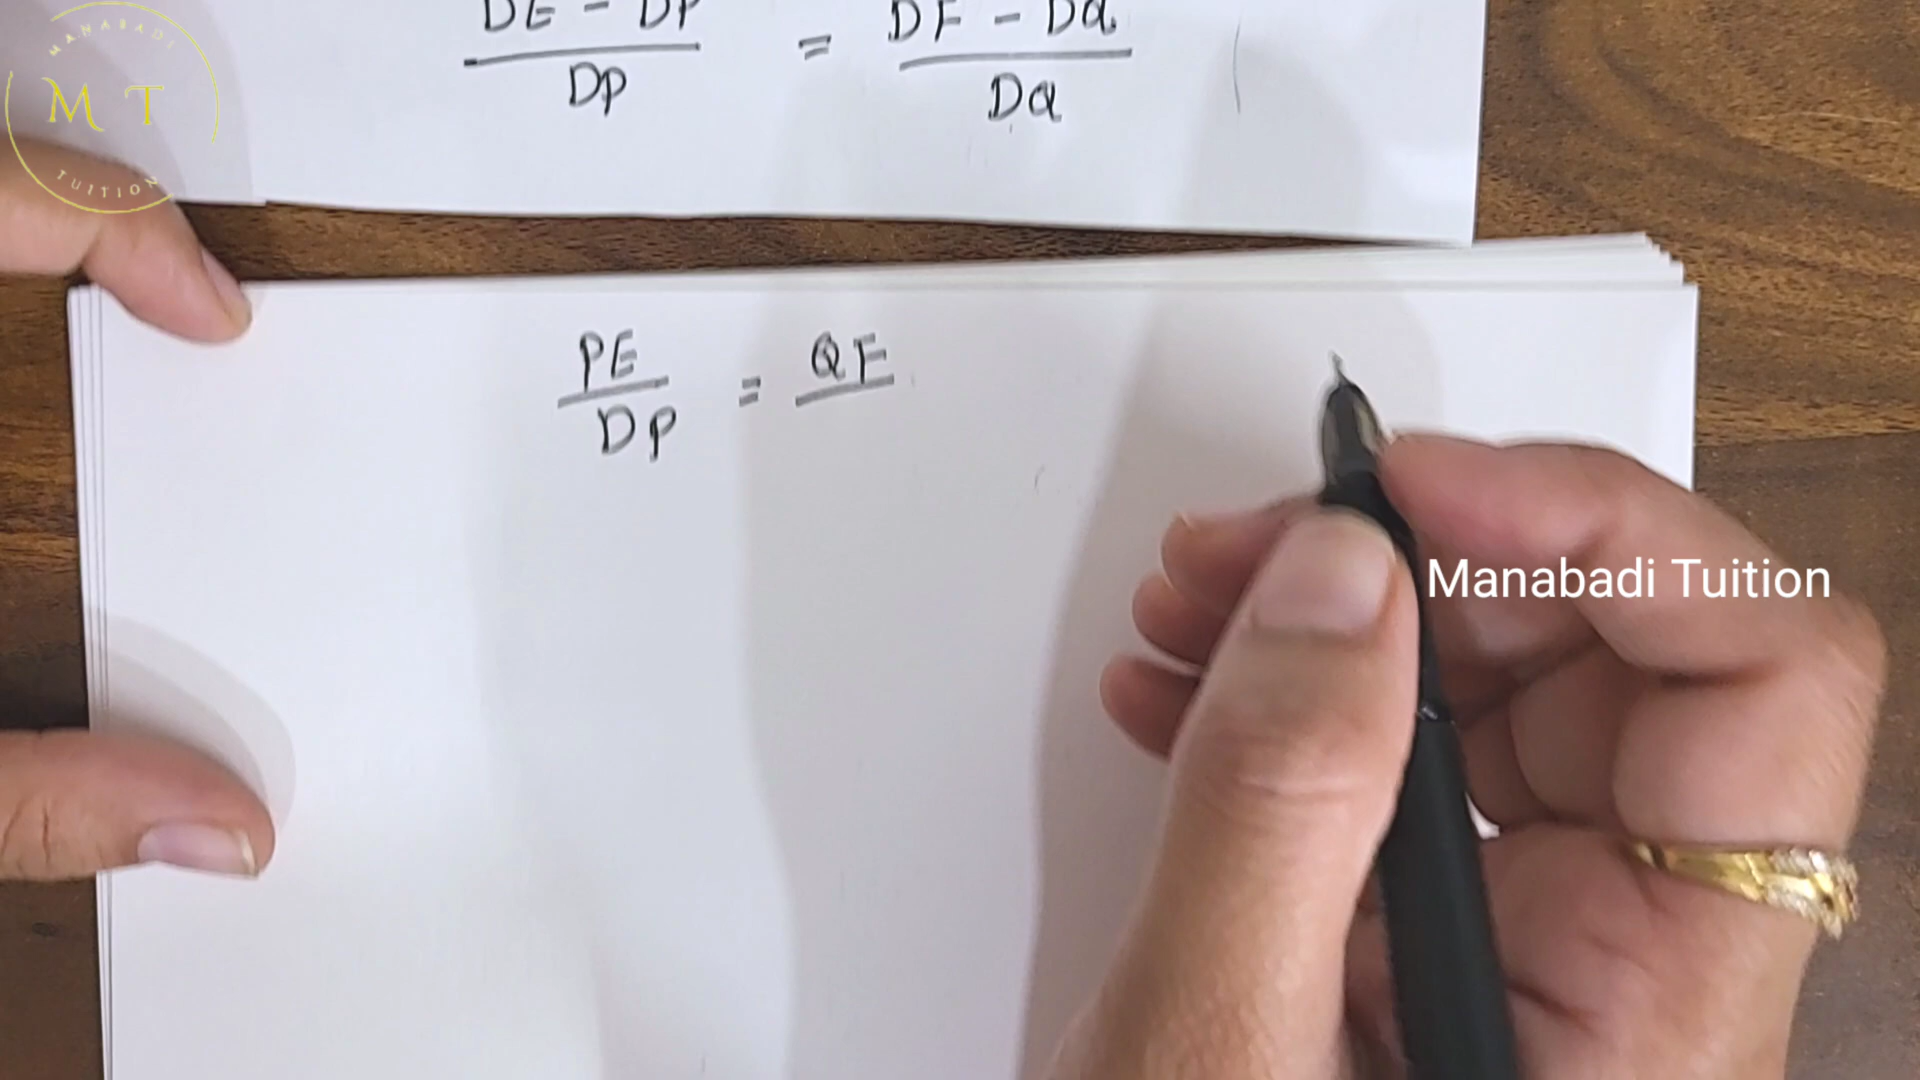 MANABADI
M T
TUITION
DE - DP = DF - DQ
DP DQ
PE = QF
DP
Manabadi Tuition